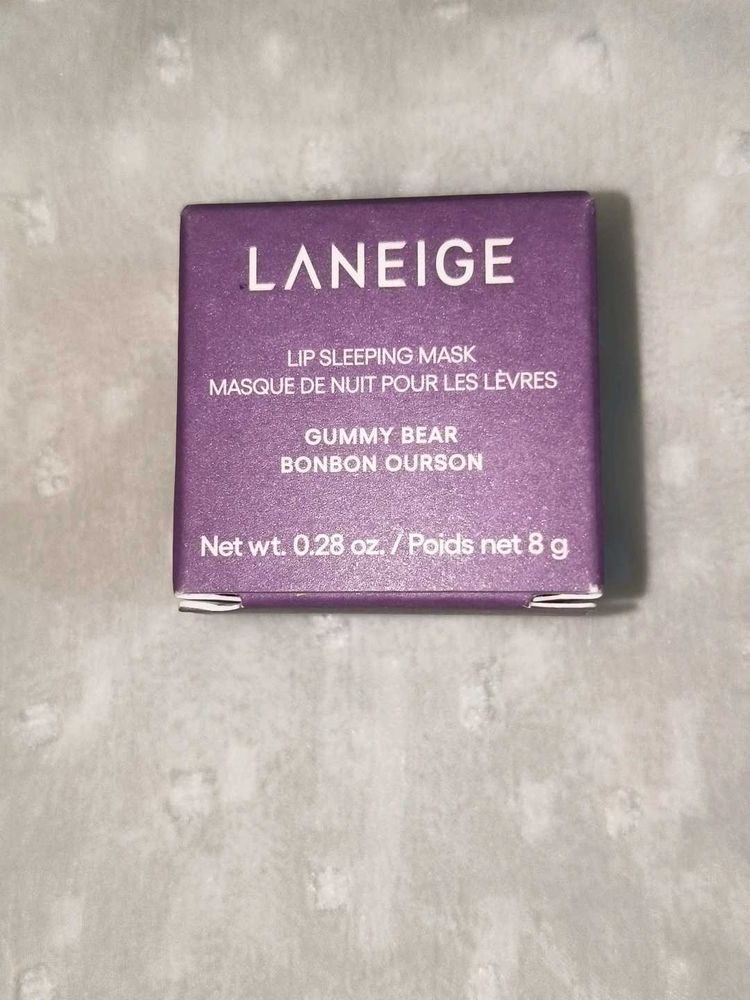 LANEIGE
LIP SLEEPING MASK
MASQUE DE NUIT POUR LES LÈVRES
GUMMY BEAR
BONBON OURSON
Net wt. 0.28 oz. / Poids net 8 g